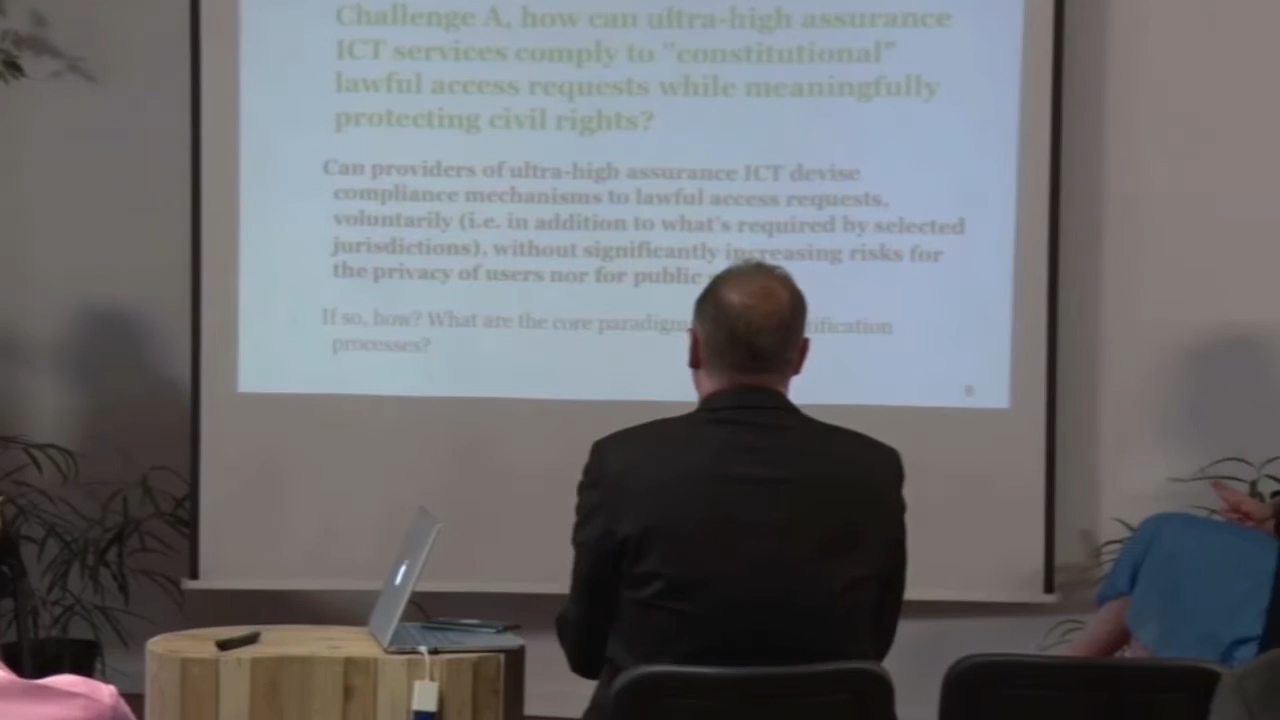 Challenge A, how can ultra-high assurance
ICT services comply to "constitutional"
lawful access requests while meaningfully
protecting civil rights?
Can providers of ultra-high assurance ICT devise
compliance mechanisms to lawful access requests,
voluntarily (i.e. in addition to what's required by selected
jurisdictions), without significantly increasing risks for
the privacy of users nor for public
If so, how? What are the core
processes?